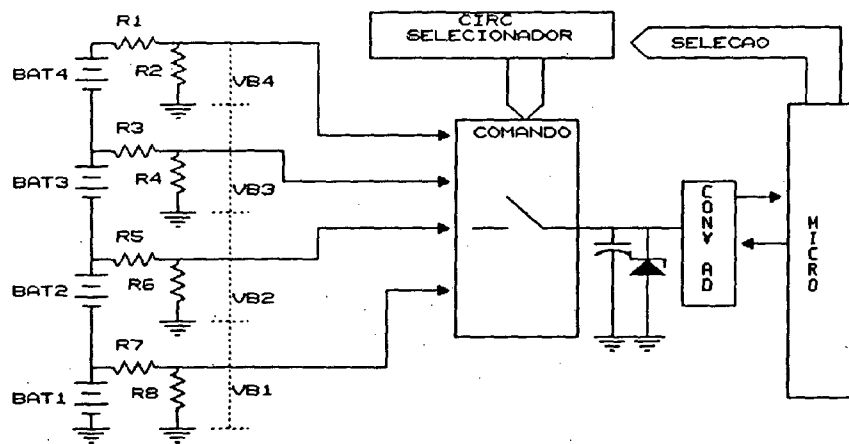 R1
CIRC
SELECIONADOR
SELECAO
BAT4
R2
VB4
R3
COMANDO
BAT3
R4
VB3
CONV AD
MICRO
R5
BAT2
R6
VB2
R7
BAT1
R8
VB1